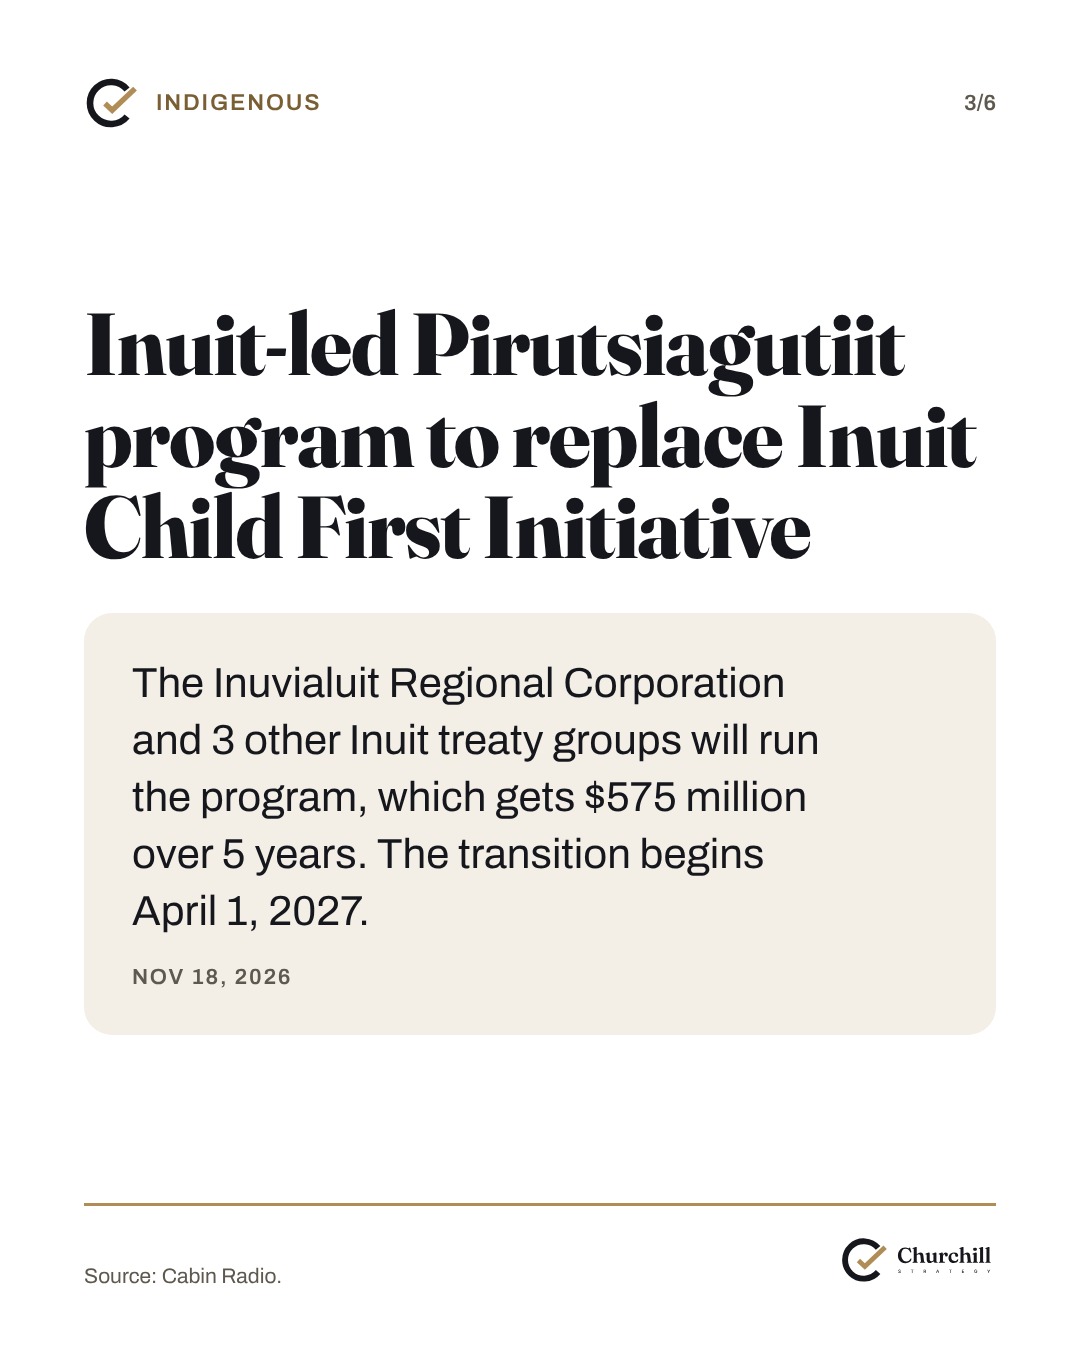 INDIGENOUS
3/6
Inuit-led Pirutsiagutiit
program to replace Inuit
Child First Initiative
The Inuvialuit Regional Corporation
and 3 other Inuit treaty groups will run
the program, which gets $575 million
over 5 years. The transition begins
April 1, 2027.
NOV 18, 2026
Source: Cabin Radio.
Churchill
STRATEGY